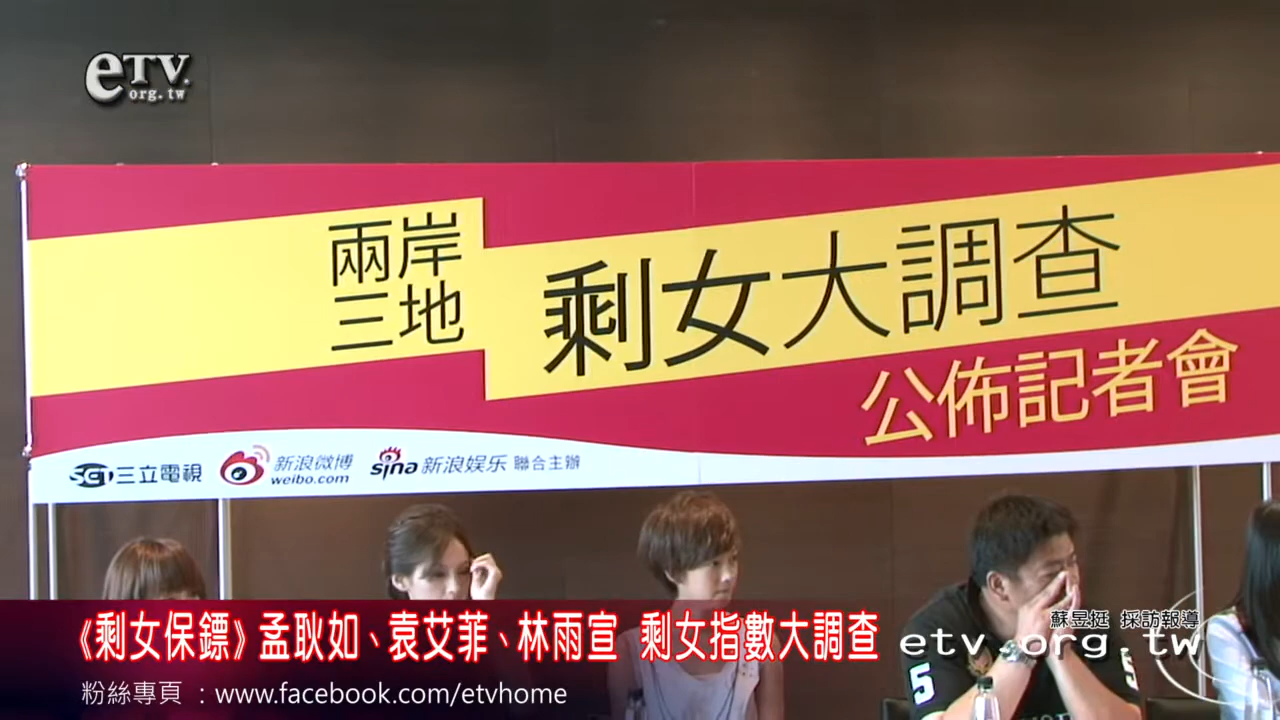 eTV.
org.tw
兩岸
三地
剩女大調查
公佈記者會
SET 三立電視 新浪微博 weibo.com sina 新浪娱乐 聯合主辦
蘇昱挺 採訪報導
《剩女保鏢》孟耿如、袁艾菲、林雨宣 剩女指數大調查 etv.org.tw
粉絲專頁 :www.facebook.com/etvhome
5
5